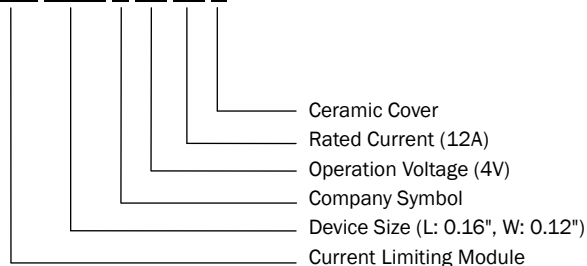 Ceramic Cover
Rated Current (12A)
Operation Voltage (4V)
Company Symbol
Device Size (L: 0.16", W: 0.12")
Current Limiting Module